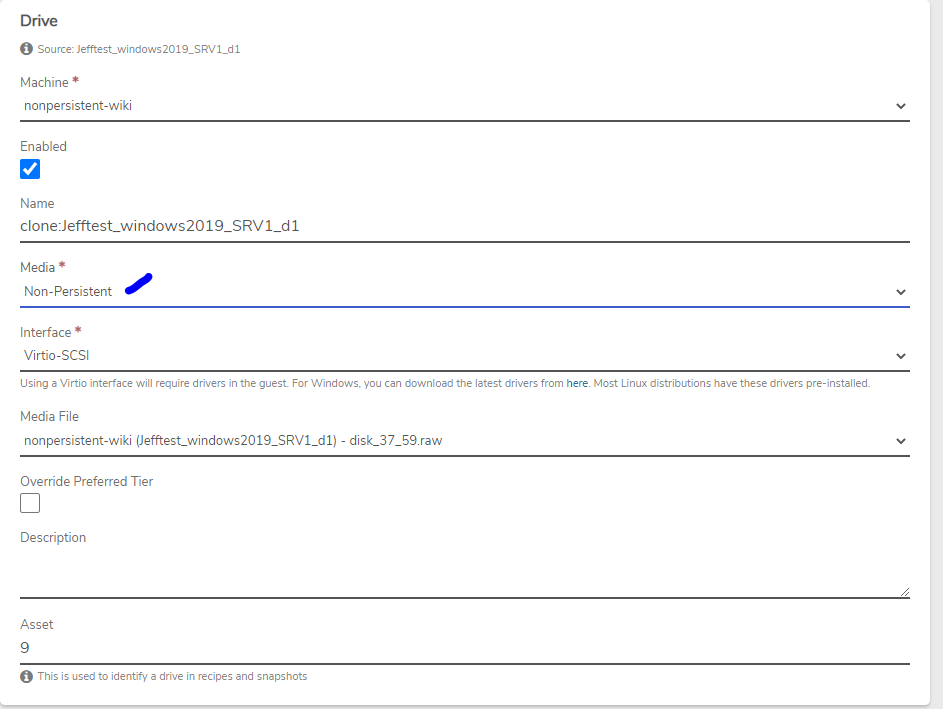 Drive
Source: Jefftest_windows2019_SRV1_d1
Machine *
nonpersistent-wiki
Enabled
Name
clone:Jefftest_windows2019_SRV1_d1
Media *
Non-Persistent
Interface *
Virtio-SCSI
Using a Virtio interface will require drivers in the guest. For Windows, you can download the latest drivers from here. Most Linux distributions have these drivers pre-installed.
Media File
nonpersistent-wiki (Jefftest_windows2019_SRV1_d1) - disk_37_59.raw
Override Preferred Tier
Description
Asset
9
This is used to identify a drive in recipes and snapshots